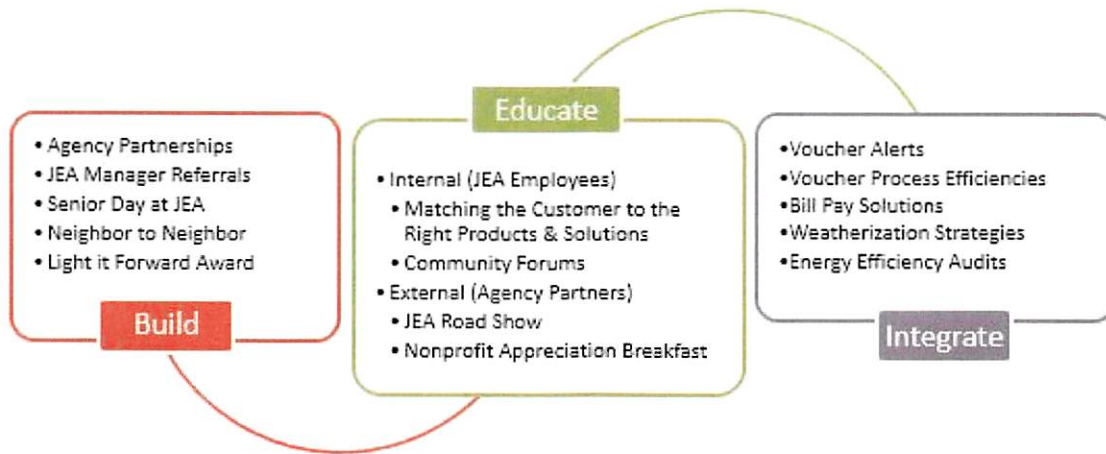 • Agency Partnerships
• JEA Manager Referrals
• Senior Day at JEA
• Neighbor to Neighbor
• Light it Forward Award
Build
Educate
• Internal (JEA Employees)
• Matching the Customer to the
Right Products & Solutions
• Community Forums
• External (Agency Partners)
• JEA Road Show
• Nonprofit Appreciation Breakfast
• Voucher Alerts
• Voucher Process Efficiencies
• Bill Pay Solutions
• Weatherization Strategies
• Energy Efficiency Audits
Integrate